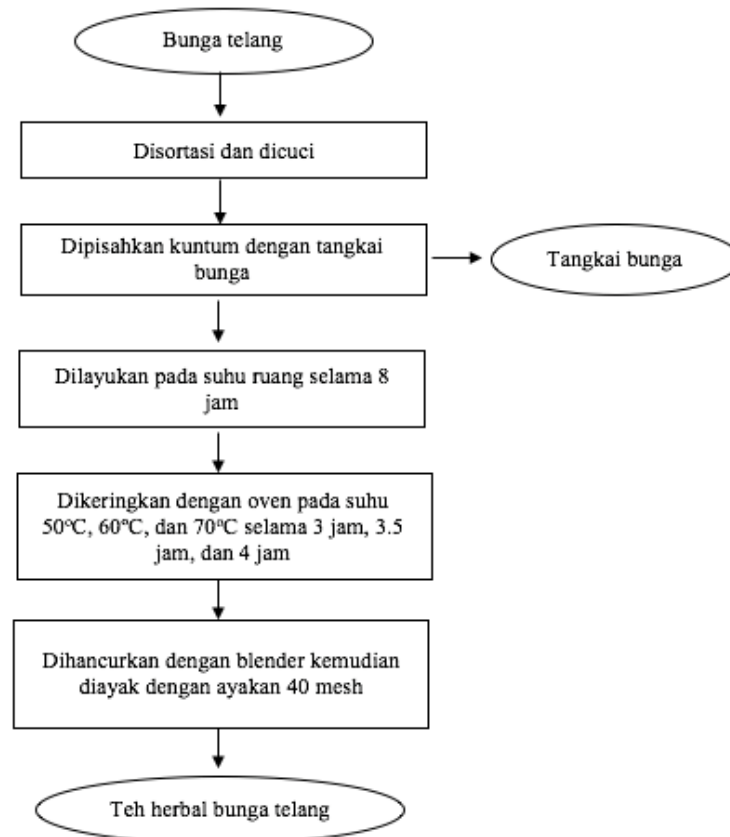 Bunga telang
Disortasi dan dicuci
Dipisahkan kuntum dengan tangkai
bunga
Tangkai bunga
Dilayukan pada suhu ruang selama 8
jam
Dikeringkan dengan oven pada suhu
50°C, 60°C, dan 70°C selama 3 jam, 3.5
jam, dan 4 jam
Dihancurkan dengan blender kemudian
diayak dengan ayakan 40 mesh
Teh herbal bunga telang